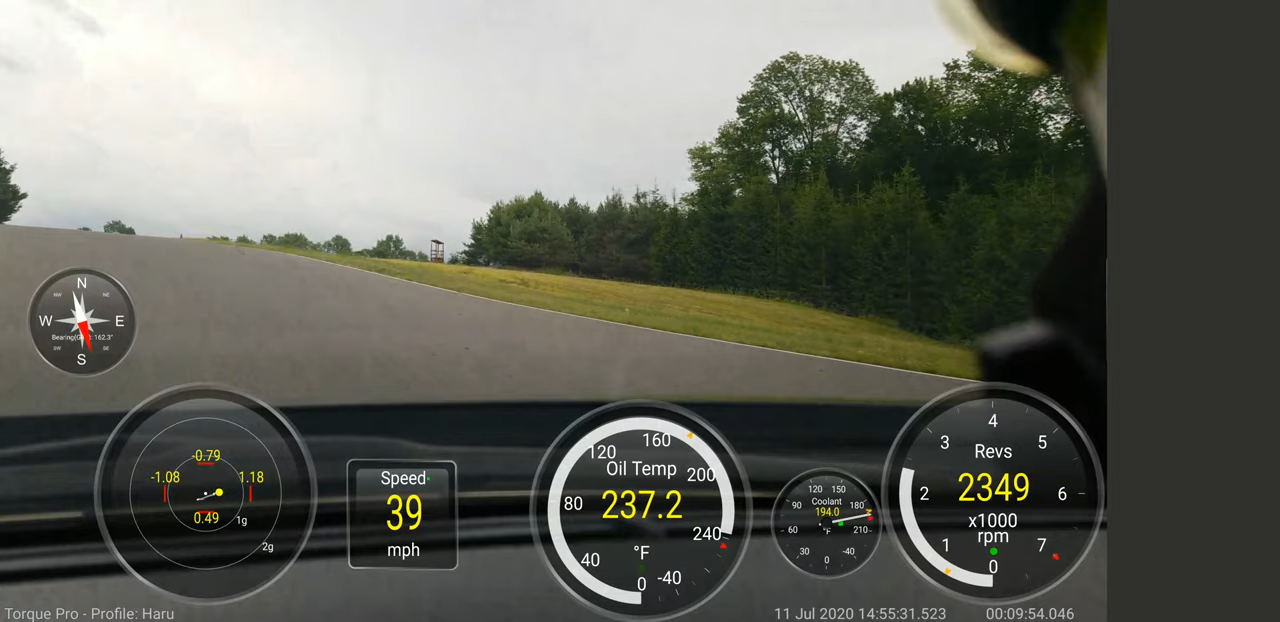 N
NW NE
W E
SW SE
S
-0.79
-1.08 1.18
0.49
1g
2g
Speed
39
mph
160
120
Oil Temp
200
80
237.2
240
40
°F
0 -40
120 150
Coolant
90 194.0 180
60 °F 210
30 -40
0
4
3 5
Revs
2 2349 6
x1000
rpm
1 7
0
Torque Pro - Profile: Haru
11 Jul 2020 14:55:31.523 00:09:54.046